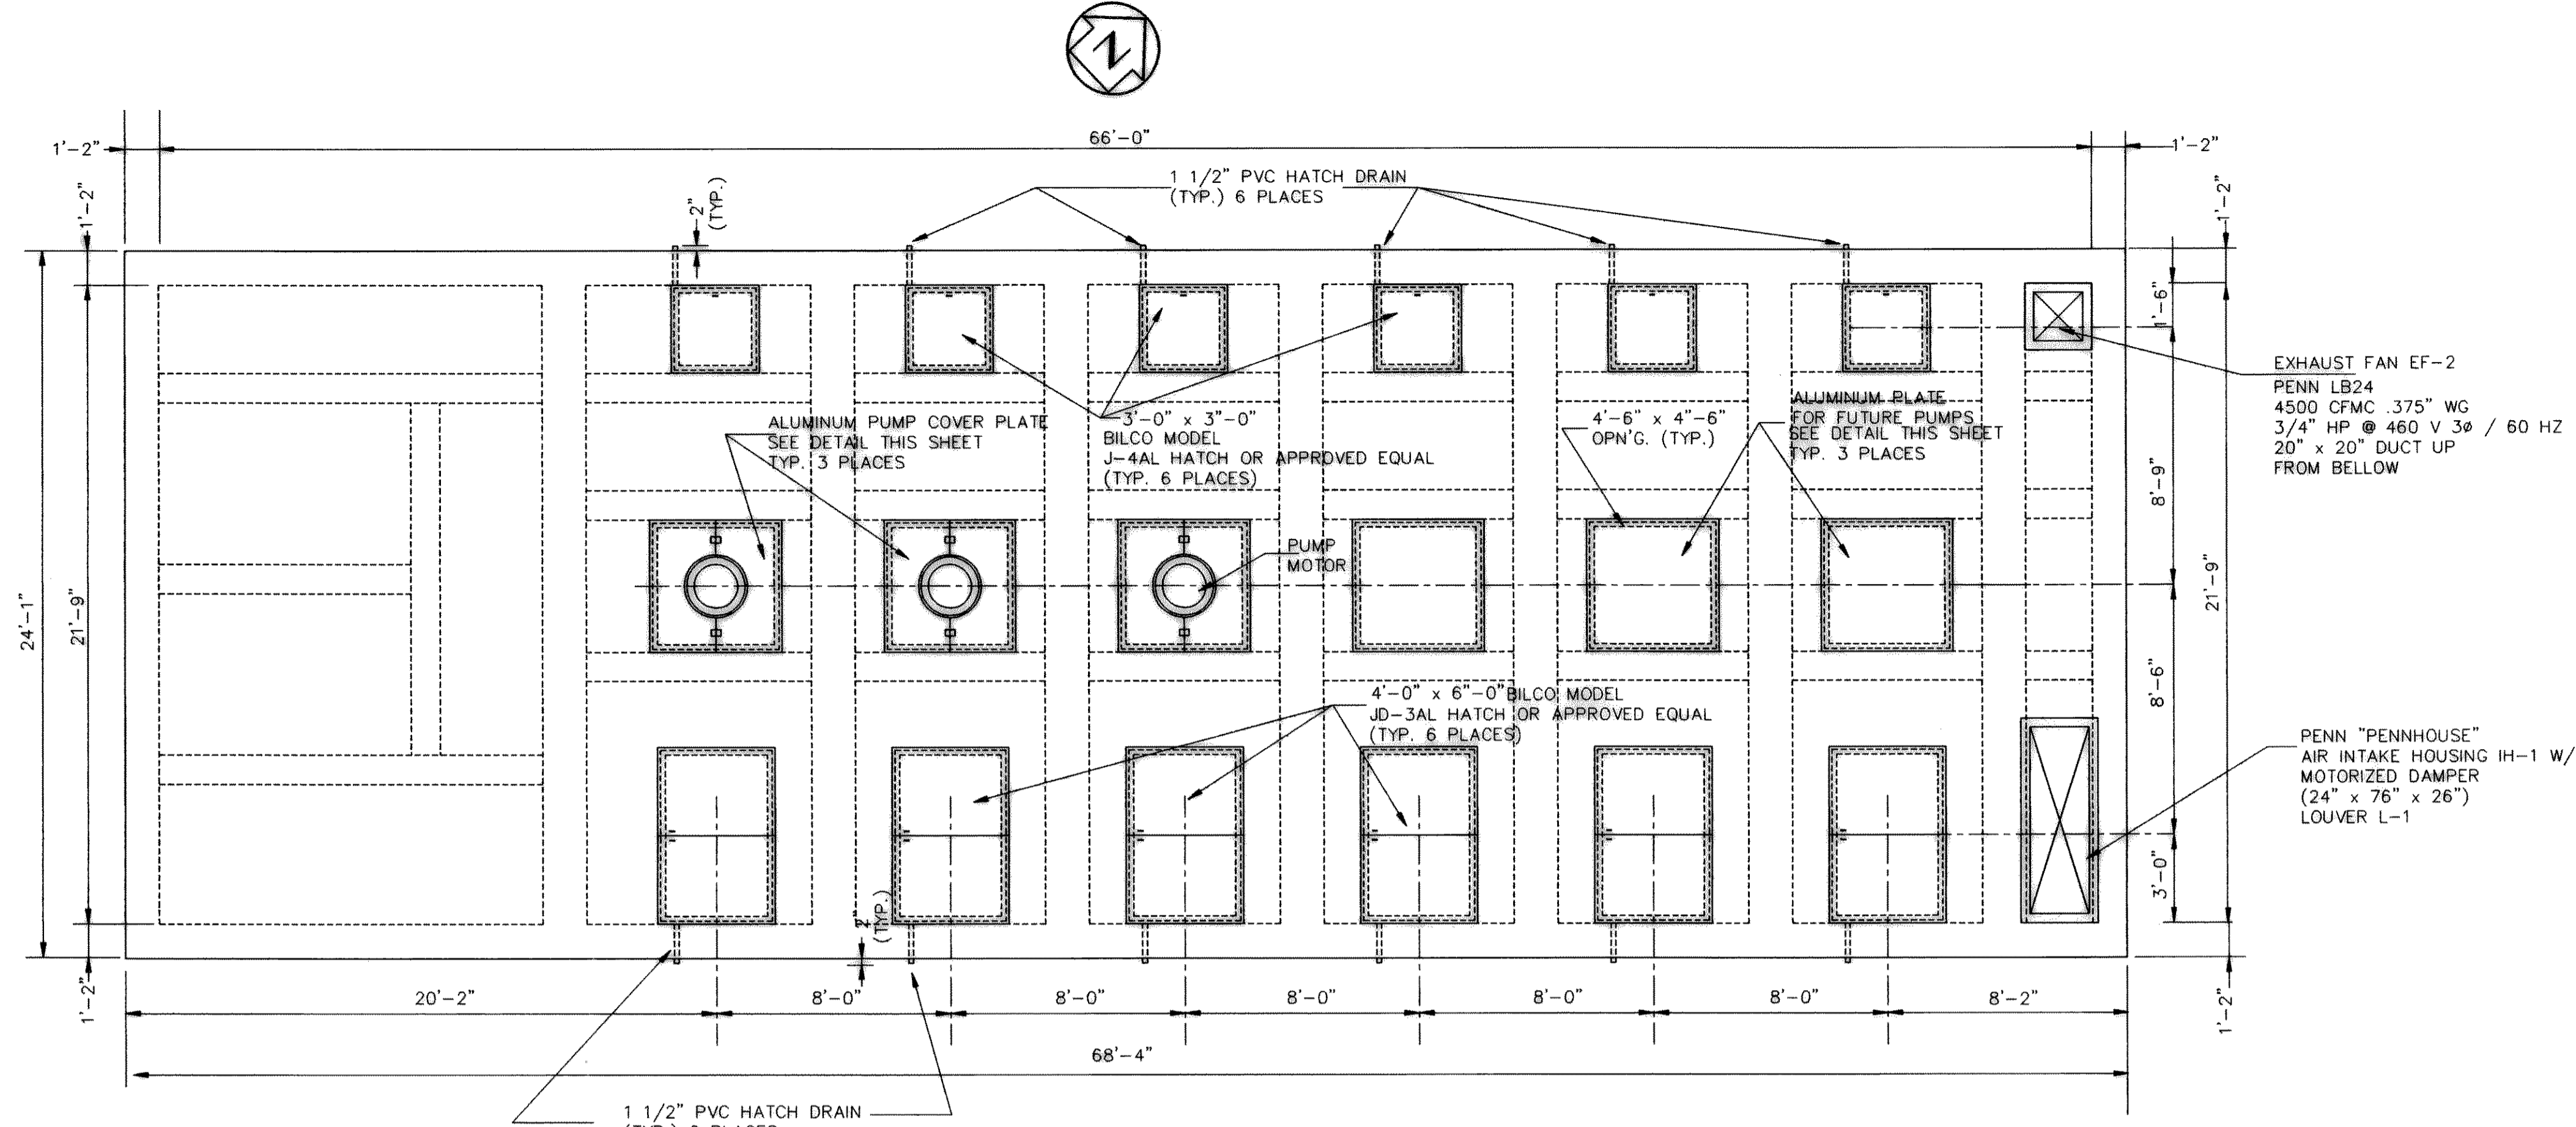 N
66'-0"
1'-2"
1'-2"
1 1/2" PVC HATCH DRAIN
(TYP.) 6 PLACES
2"
(TYP.)
1'-2"
1'-2"
1'-6"
EXHAUST FAN EF-2
PENN LB24
4500 CFMC .375" WG
3/4" HP @ 460 V 3ø / 60 HZ
20" x 20" DUCT UP
FROM BELLOW
ALUMINUM PUMP COVER PLATE
SEE DETAIL THIS SHEET
TYP. 3 PLACES
3'-0" x 3"-0"
BILCO MODEL
J-4AL HATCH OR APPROVED EQUAL
(TYP. 6 PLACES)
4'-6" x 4"-6"
OPN'G. (TYP.)
ALUMINUM PLATE
FOR FUTURE PUMPS
SEE DETAIL THIS SHEET
TYP. 3 PLACES
8'-9"
PUMP
MOTOR
24'-1"
21'-9"
21'-9"
8'-6"
4'-0" x 6"-0"BILCO MODEL
JD-3AL HATCH OR APPROVED EQUAL
(TYP. 6 PLACES)
PENN "PENNHOUSE"
AIR INTAKE HOUSING IH-1 W/
MOTORIZED DAMPER
(24" x 76" x 26")
LOUVER L-1
3'-0"
2"
(TYP.)
1'-2"
1'-2"
20'-2"
8'-0"
8'-0"
8'-0"
8'-0"
8'-0"
8'-2"
68'-4"
1 1/2" PVC HATCH DRAIN